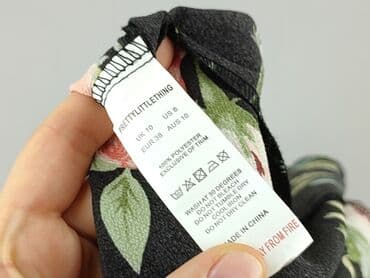 PRETTYLITTLETHING
UK 10 US 6
EUR 38 AUS 10
100% POLYESTER
EXCLUSIVE OF TRIM
WASH AT 30 DEGREES
DO NOT BLEACH
DO NOT TUMBLE DRY
COOL IRON
DO NOT DRY CLEAN
MADE IN CHINA
AWAY FROM FIRE